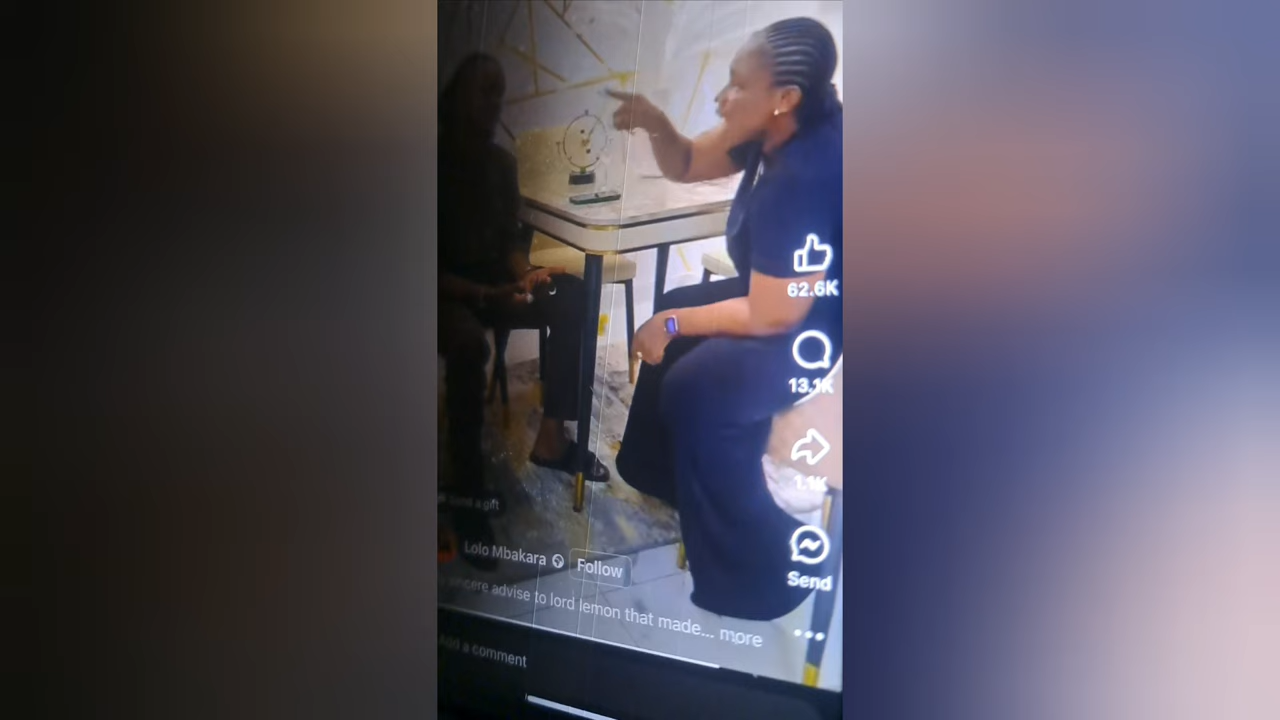 62.6K
13.1K
1.1K
Send
a gift
Lolo Mbakara
Follow
sincere advise to lord lemon that made... more
Add a comment